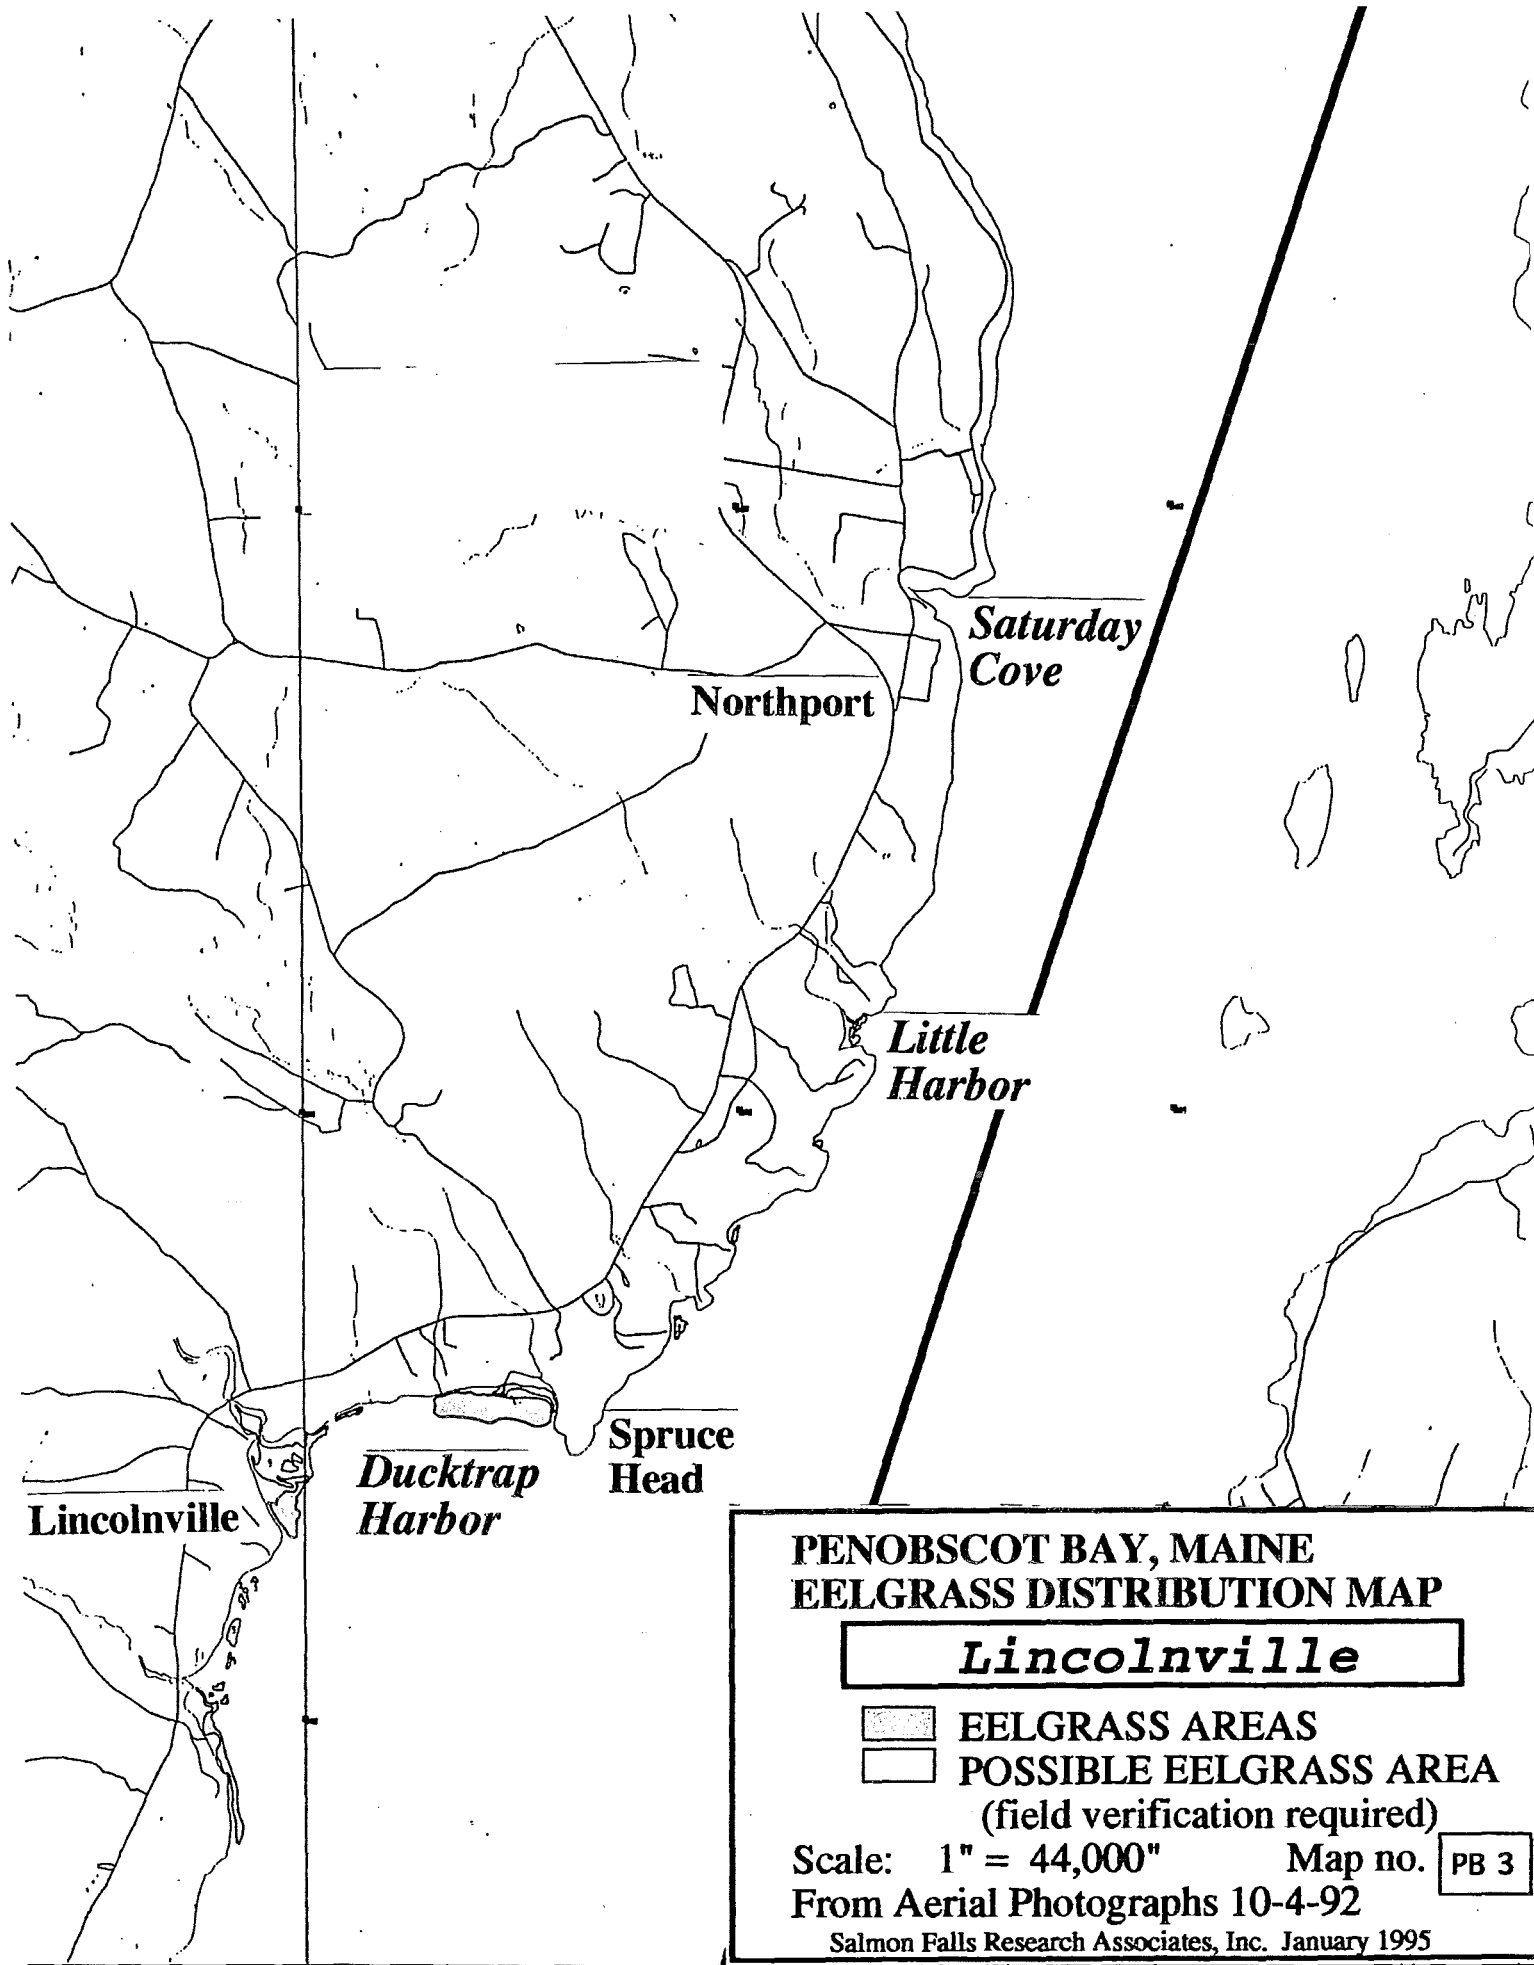 Saturday
Cove
Northport
Little
Harbor
Spruce
Head
Ducktrap
Harbor
Lincolnville
PENOBSCOT BAY, MAINE
EELGRASS DISTRIBUTION MAP
Lincolnville
EELGRASS AREAS
POSSIBLE EELGRASS AREA
(field verification required)
Scale: 1" = 44,000" Map no. PB 3
From Aerial Photographs 10-4-92
Salmon Falls Research Associates, Inc. January 1995